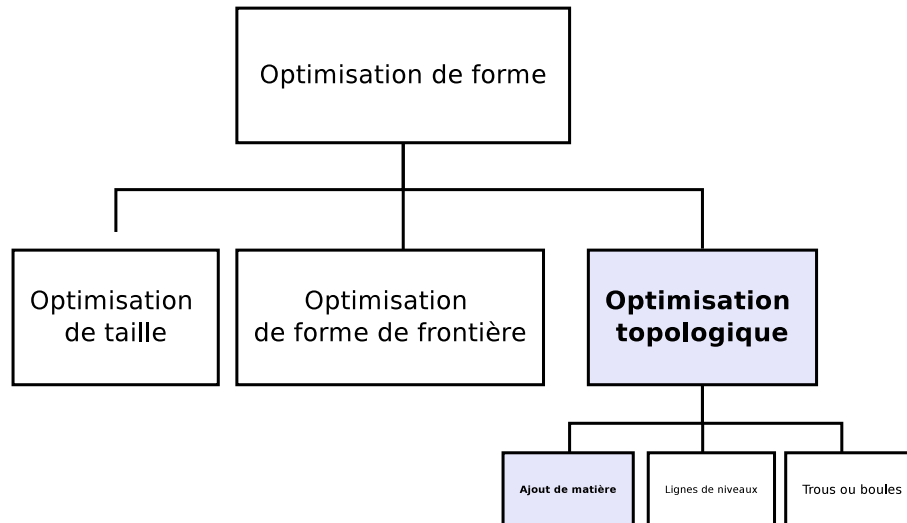 Optimisation de forme
Optimisation
de taille
Optimisation
de forme de frontière
Optimisation
topologique
Ajout de matière
Lignes de niveaux
Trous ou boules